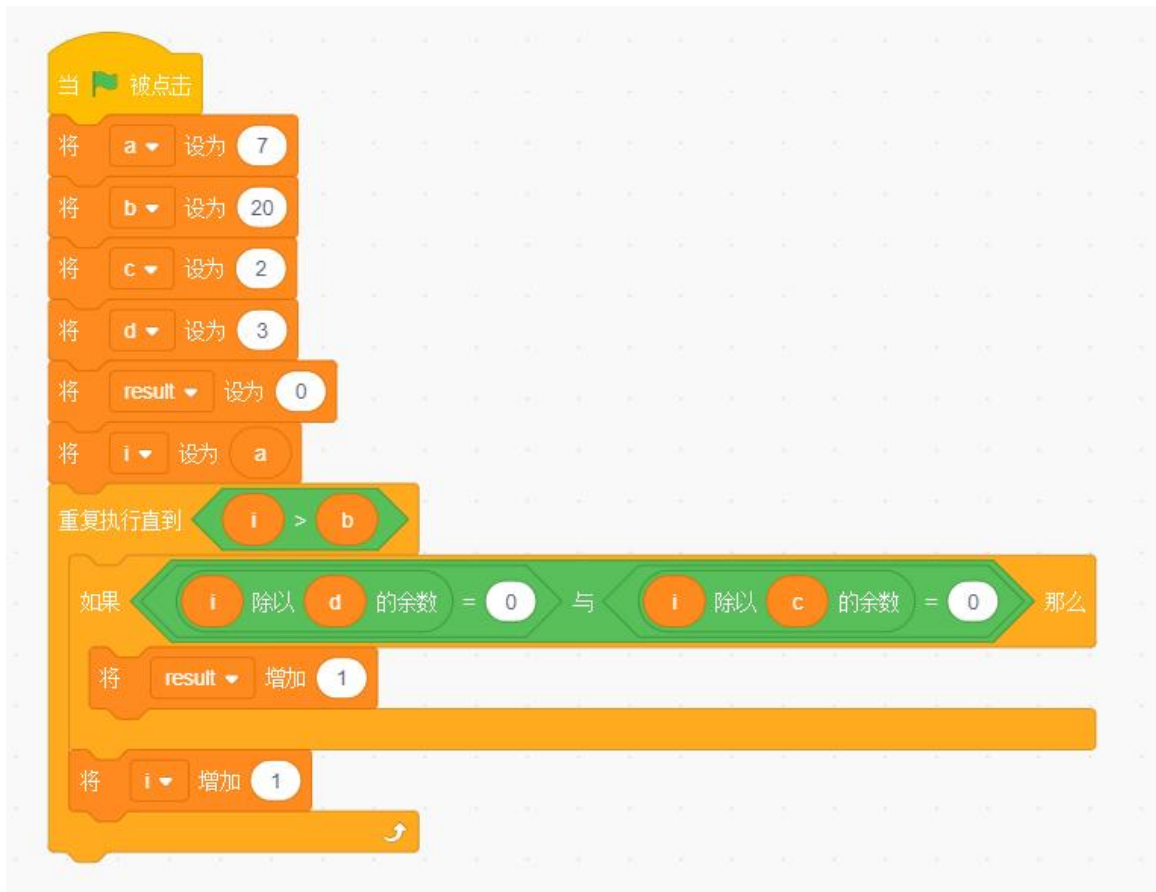 当 被点击
将 a 设为 7
将 b 设为 20
将 c 设为 2
将 d 设为 3
将 result 设为 0
将 i 设为 a
重复执行直到 i > b
如果 i 除以 d 的余数 = 0 与 i 除以 c 的余数 = 0 那么
将 result 增加 1
将 i 增加 1